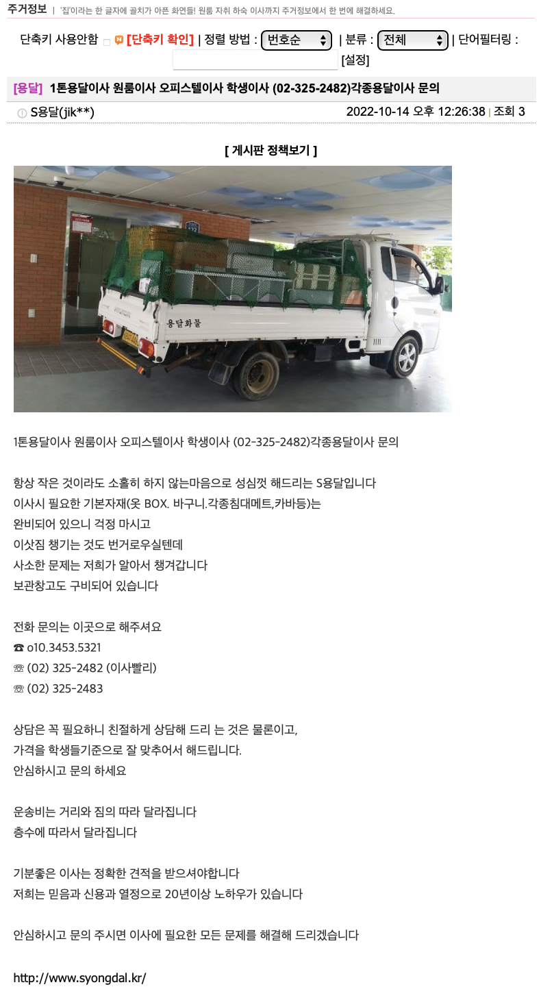 주거정보 | '집'이라는 한 글자에 골치가 아픈 화연들! 원룸 자취 하숙 이사까지 주거정보에서 한 번에 해결하세요.
단축키 사용안함 [단축키 확인] | 정렬 방법 : 번호순 | 분류 : 전체 | 단어필터링 :
[설정]
[용달] 1톤용달이사 원룸이사 오피스텔이사 학생이사 (02-325-2482)각종용달이사 문의
S용달(jik**) 2022-10-14 오후 12:26:38 | 조회 3
[ 게시판 정책보기 ]
용달화물
1톤용달이사 원룸이사 오피스텔이사 학생이사 (02-325-2482)각종용달이사 문의
항상 작은 것이라도 소홀히 하지 않는마음으로 성심껏 해드리는 S용달입니다
이사시 필요한 기본자재(옷 BOX. 바구니.각종침대메트,카바등)는
완비되어 있으니 걱정 마시고
이삿짐 챙기는 것도 번거로우실텐데
사소한 문제는 저희가 알아서 챙겨갑니다
보관창고도 구비되어 있습니다
전화 문의는 이곳으로 해주셔요
☎ o10.3453.5321
☏ (02) 325-2482 (이사빨리)
☏ (02) 325-2483
상담은 꼭 필요하니 친절하게 상담해 드리 는 것은 물론이고,
가격을 학생들기준으로 잘 맞추어서 해드립니다.
안심하시고 문의 하세요
운송비는 거리와 짐의 따라 달라집니다
층수에 따라서 달라집니다
기분좋은 이사는 정확한 견적을 받으셔야합니다
저희는 믿음과 신용과 열정으로 20년이상 노하우가 있습니다
안심하시고 문의 주시면 이사에 필요한 모든 문제를 해결해 드리겠습니다
http://www.syongdal.kr/